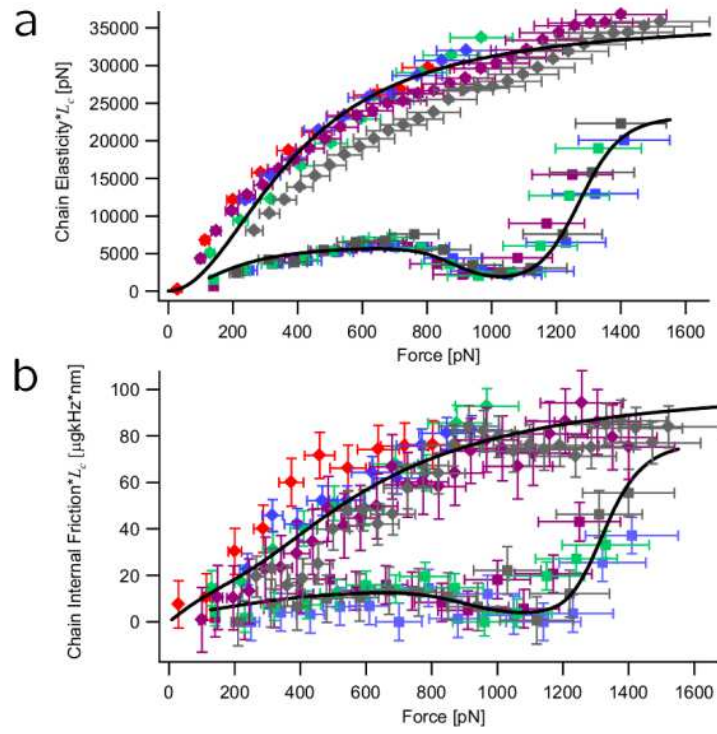 a
Chain Elasticity*L_c [pN]
35000
30000
25000
20000
15000
10000
5000
0
0 200 400 600 800 1000 1200 1400 1600
Force [pN]
b
Chain Internal Friction*L_c [µgkHz*nm]
100
80
60
40
20
0
0 200 400 600 800 1000 1200 1400 1600
Force [pN]